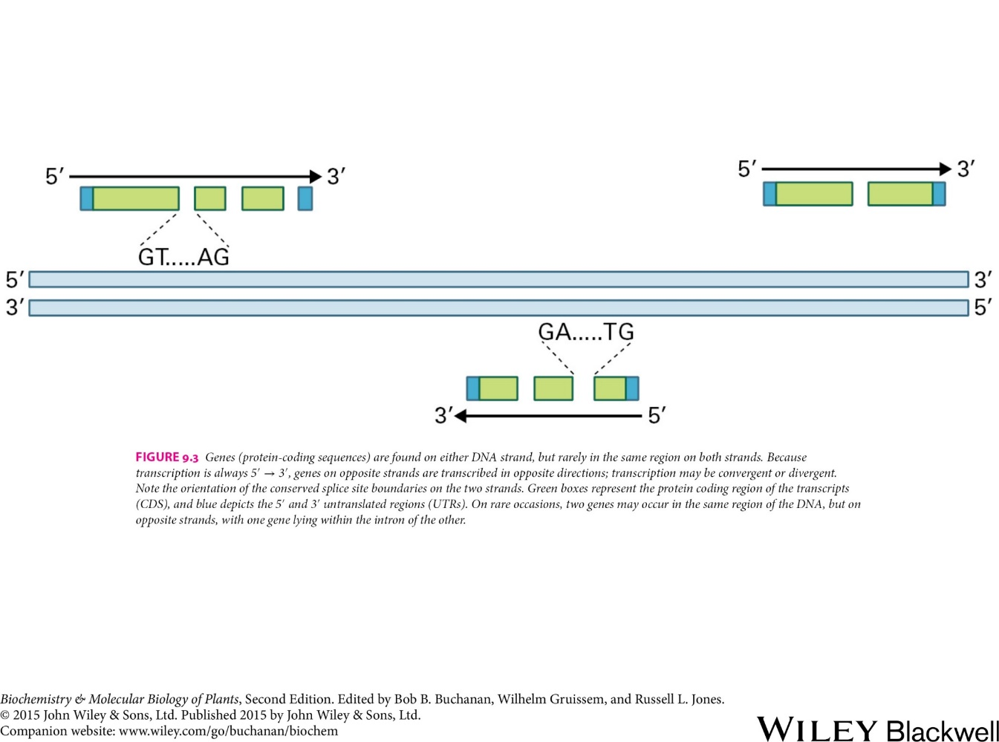 5′ 3′
5′ 3′
GT.....AG
5′ 3′
3′ 5′
GA.....TG
3′ 5′
FIGURE 9.3 Genes (protein-coding sequences) are found on either DNA strand, but rarely in the same region on both strands. Because
transcription is always 5′ → 3′, genes on opposite strands are transcribed in opposite directions; transcription may be convergent or divergent.
Note the orientation of the conserved splice site boundaries on the two strands. Green boxes represent the protein coding region of the transcripts
(CDS), and blue depicts the 5′ and 3′ untranslated regions (UTRs). On rare occasions, two genes may occur in the same region of the DNA, but on
opposite strands, with one gene lying within the intron of the other.
Biochemistry & Molecular Biology of Plants, Second Edition. Edited by Bob B. Buchanan, Wilhelm Gruissem, and Russell L. Jones.
© 2015 John Wiley & Sons, Ltd. Published 2015 by John Wiley & Sons, Ltd.
Companion website: www.wiley.com/go/buchanan/biochem
WILEY Blackwell